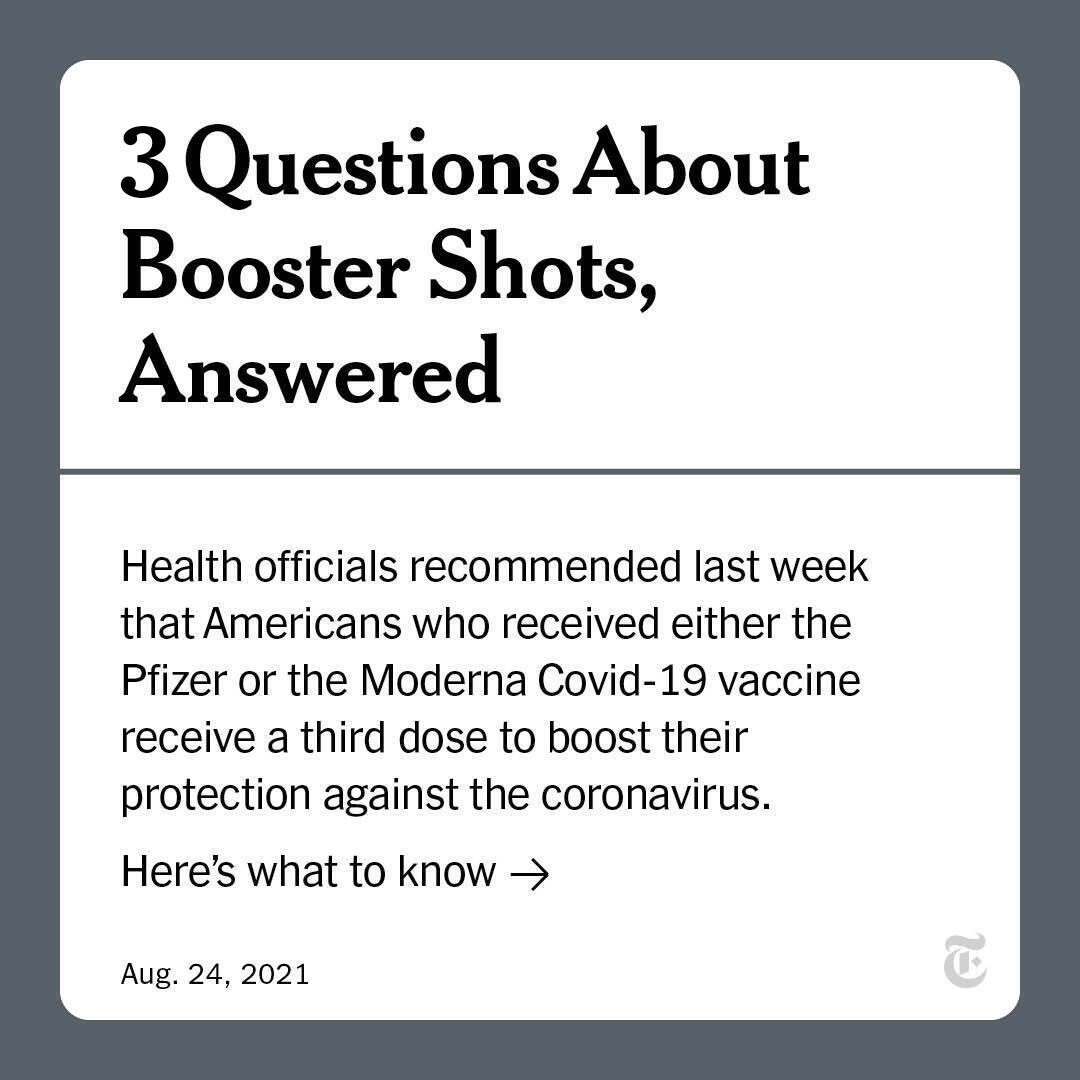 3 Questions About
Booster Shots,
Answered
Health officials recommended last week
that Americans who received either the
Pfizer or the Moderna Covid-19 vaccine
receive a third dose to boost their
protection against the coronavirus.
Here’s what to know →
Aug. 24, 2021
T